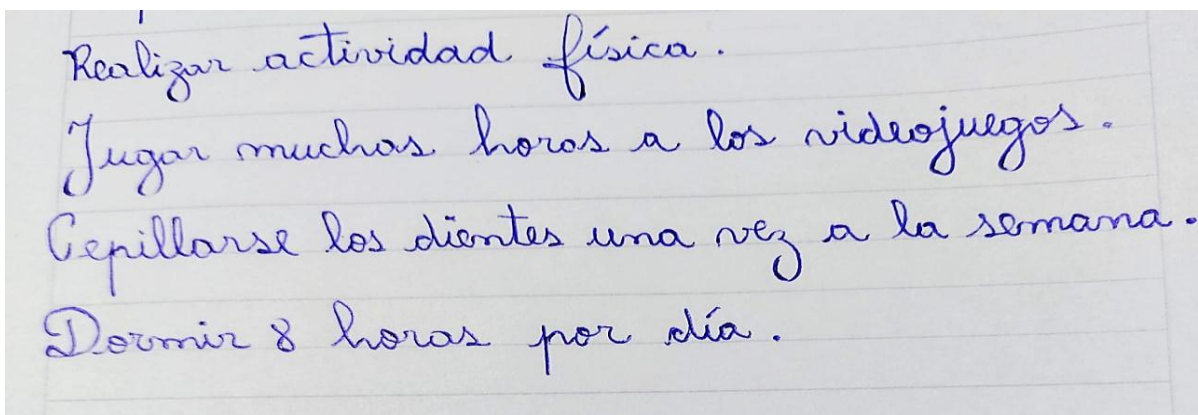 Realizar actividad física.
Jugar muchas horas a los videojuegos.
Cepillarse los dientes una vez a la semana.
Dormir 8 horas por día.